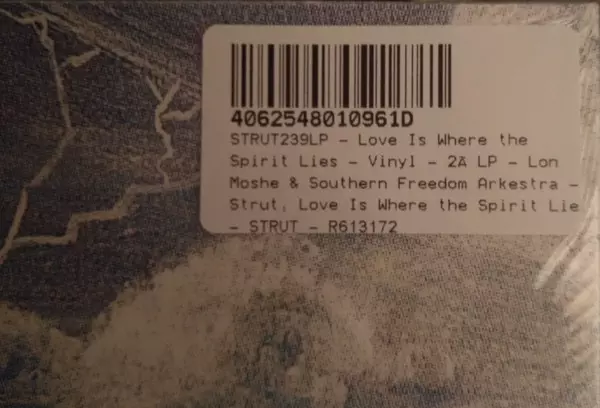 4062548010961D
STRUT239LP - Love Is Where the
Spirit Lies - Vinyl - 2Ä LP - Lon
Moshe & Southern Freedom Arkestra -
Strut, Love Is Where the Spirit Lie
- STRUT - R613172